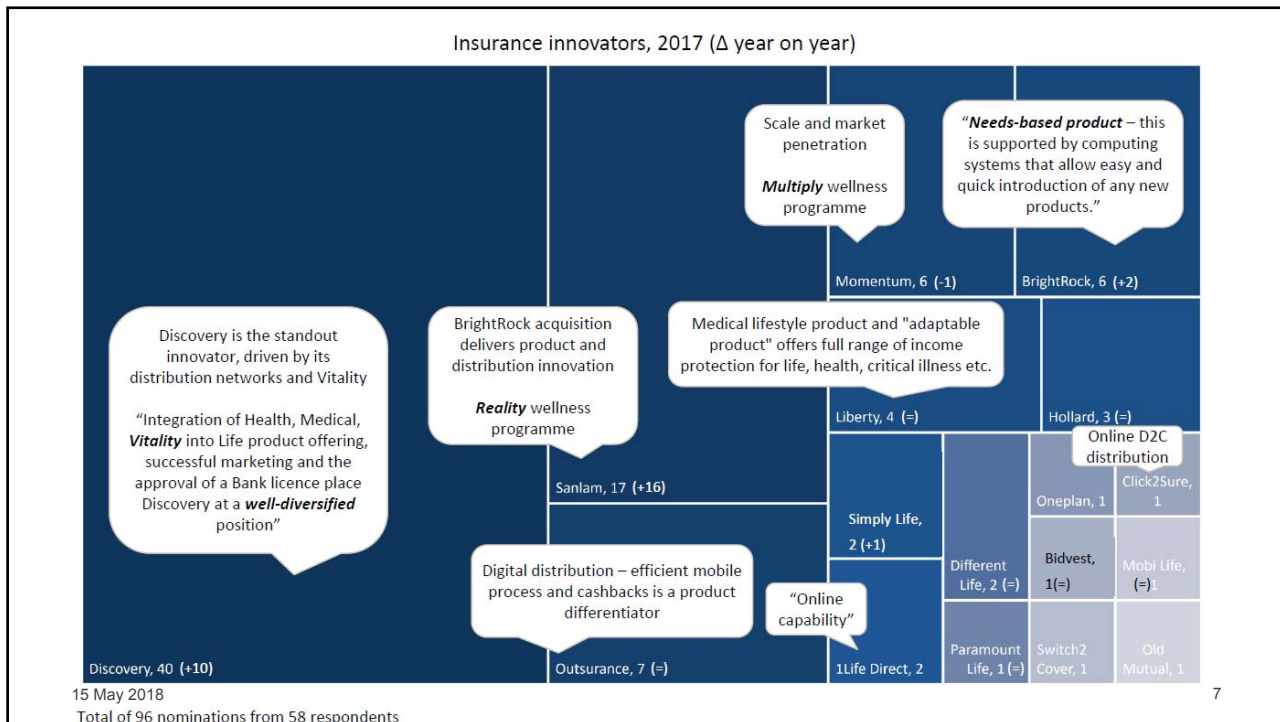 Insurance innovators, 2017 (Δ year on year)
Discovery is the standout
innovator, driven by its
distribution networks and Vitality
“Integration of Health, Medical,
Vitality into Life product offering,
successful marketing and the
approval of a Bank licence place
Discovery at a well-diversified
position”
Discovery, 40 (+10)
BrightRock acquisition
delivers product and
distribution innovation
Reality wellness
programme
Sanlam, 17 (+16)
Digital distribution – efficient mobile
process and cashbacks is a product
differentiator
Outsurance, 7 (=)
Scale and market
penetration
Multiply wellness
programme
Momentum, 6 (-1)
“Needs-based product – this
is supported by computing
systems that allow easy and
quick introduction of any new
products.”
BrightRock, 6 (+2)
Medical lifestyle product and "adaptable
product" offers full range of income
protection for life, health, critical illness etc.
Liberty, 4 (=)
Hollard, 3 (=)
Simply Life,
2 (+1)
“Online
capability”
1Life Direct, 2
Different
Life, 2 (=)
Paramount
Life, 1 (=)
Oneplan, 1
Online D2C
distribution
Click2Sure,
1
Bidvest,
1(=)
Mobi Life,
(=)1
Switch2
Cover, 1
Old
Mutual, 1
15 May 2018
7
Total of 96 nominations from 58 respondents